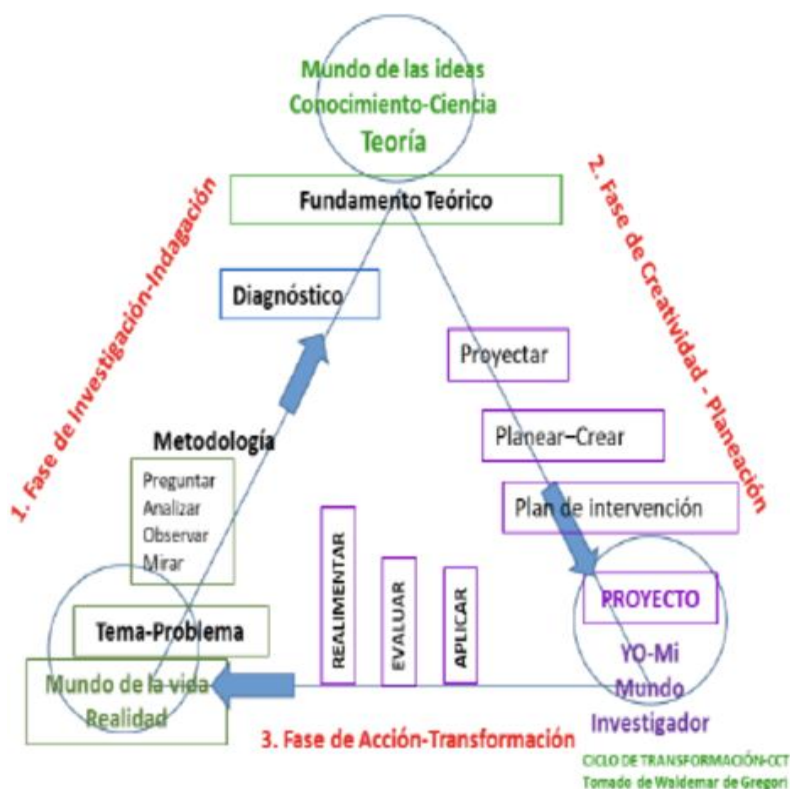 Mundo de las ideas
Conocimiento-Ciencia
Teoría
Fundamento Teórico
1. Fase de Investigación-Indagación
2. Fase de Creatividad - Planeación
Diagnóstico
Proyectar
Planear–Crear
Plan de intervención
Metodología
Preguntar
Analizar
Observar
Mirar
REALIMENTAR
EVALUAR
APLICAR
Tema-Problema
Mundo de la vida
Realidad
PROYECTO
YO-Mi
Mundo
Investigador
3. Fase de Acción-Transformación
CICLO DE TRANSFORMACIÓN-CCT
Tomado de Waldemar de Gregori